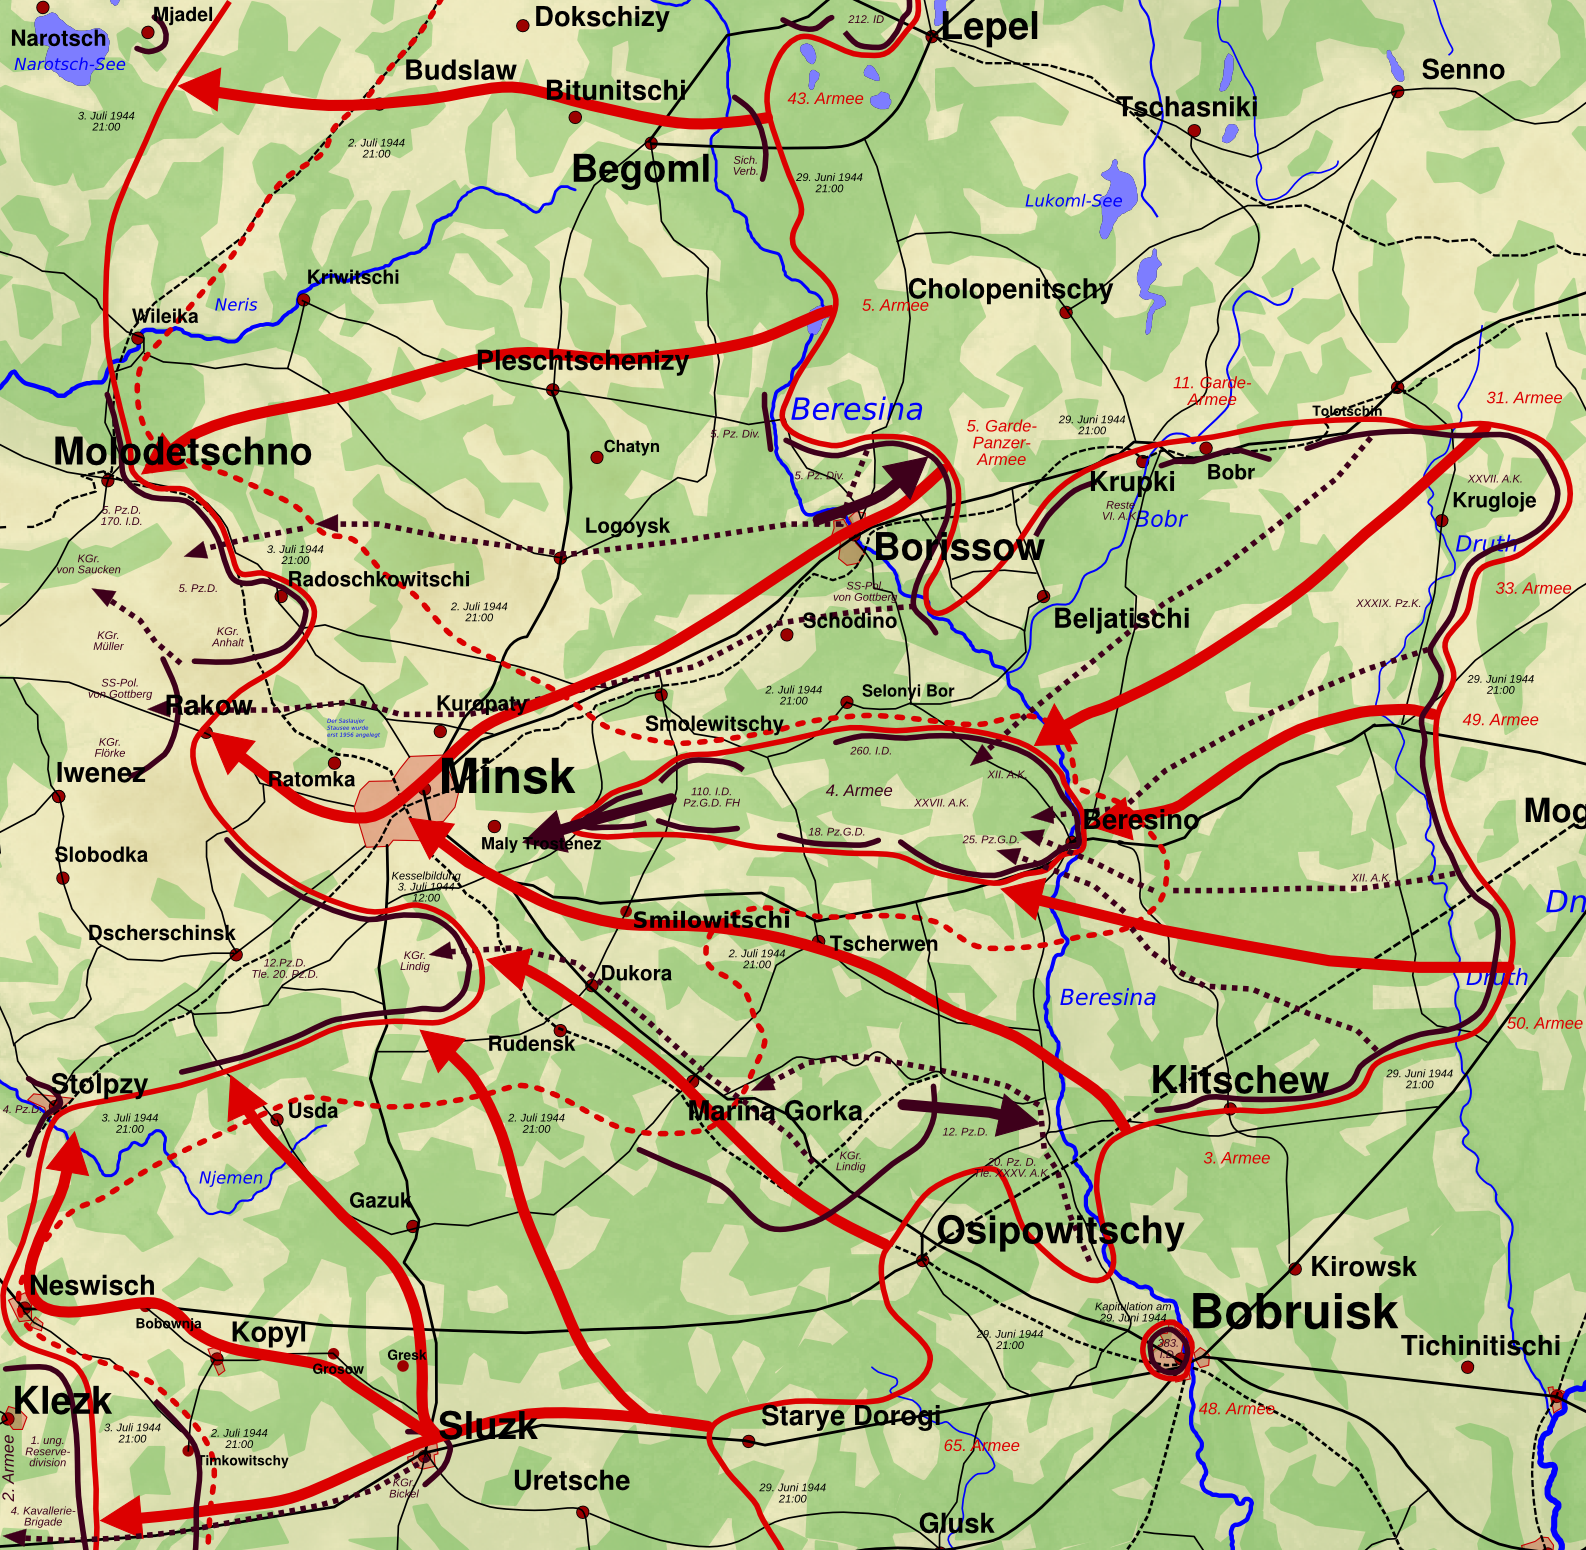 Mjadel
Narotsch
Narotsch-See
Dokschizy
212. ID
Lepel
Senno
Budslaw
Bitunitschi
43. Armee
Tschasniki
3. Juli 1944
21:00
2. Juli 1944
21:00
Begoml
Sich.
Verb.
29. Juni 1944
21:00
Lukoml-See
Kriwitschi
Neris
Wileika
Cholopenitschy
5. Armee
Pleschtschenizy
11. Garde-
Armee
31. Armee
Beresina
Tolotschin
29. Juni 1944
21:00
5. Garde-
Panzer-
Armee
5. Pz. Div.
Molodetschno
Chatyn
5. Pz. Div.
Krupki
Bobr
XXVII. A.K.
Krugloje
Reste
VI. A.K.
Bobr
5. Pz.D.
170. I.D.
Logoysk
Borissow
Druth
KGr.
von Saucken
3. Juli 1944
21:00
Radoschkowitschi
5. Pz.D.
SS-Pol.
von Gottberg
33. Armee
XXXIX. Pz.K.
2. Juli 1944
21:00
Schodino
Beljatischi
KGr.
Müller
KGr.
Anhalt
SS-Pol.
von Gottberg
Rakow
Kuropaty
2. Juli 1944
21:00
Selonyi Bor
29. Juni 1944
21:00
Smolewitschy
49. Armee
Der Saslaujer
Stausee wurde
erst 1956 angelegt
KGr.
Flörke
260. I.D.
Iwenez
Ratomka
Minsk
XII. A.K.
110. I.D.
Pz.G.D. FH
4. Armee
XXVII. A.K.
Beresino
Mog
Maly Trostenez
18. Pz.G.D.
25. Pz.G.D.
Slobodka
Kesselbildung
3. Juli 1944
12:00
XII. A.K.
Dn
Smilowitschi
Dscherschinsk
Tscherwen
2. Juli 1944
21:00
KGr.
Lindig
12.Pz.D.
Tle. 20. Pz.D.
Dukora
Druth
Beresina
50. Armee
Rudensk
Stolpzy
Klitschew
29. Juni 1944
21:00
4. Pz.D.
3. Juli 1944
21:00
Usda
2. Juli 1944
21:00
Marina Gorka
12. Pz.D.
KGr.
Lindig
20. Pz. D.
Tle. XXXV. A.K.
3. Armee
Njemen
Gazuk
Osipowitschy
Kirowsk
Neswisch
Bobownja
Kopyl
Kapitulation am
29. Juni 1944
Bobruisk
29. Juni 1944
21:00
383.
I.D.
Tichinitischi
Grosow
Gresk
Klezk
Sluzk
Starye Dorogi
48. Armee
3. Juli 1944
21:00
2. Juli 1944
21:00
1. ung.
Reserve-
division
65. Armee
Timkowitschy
2. Armee
KGr.
Bickel
Uretsche
29. Juni 1944
21:00
4. Kavallerie-
Brigade
Glusk